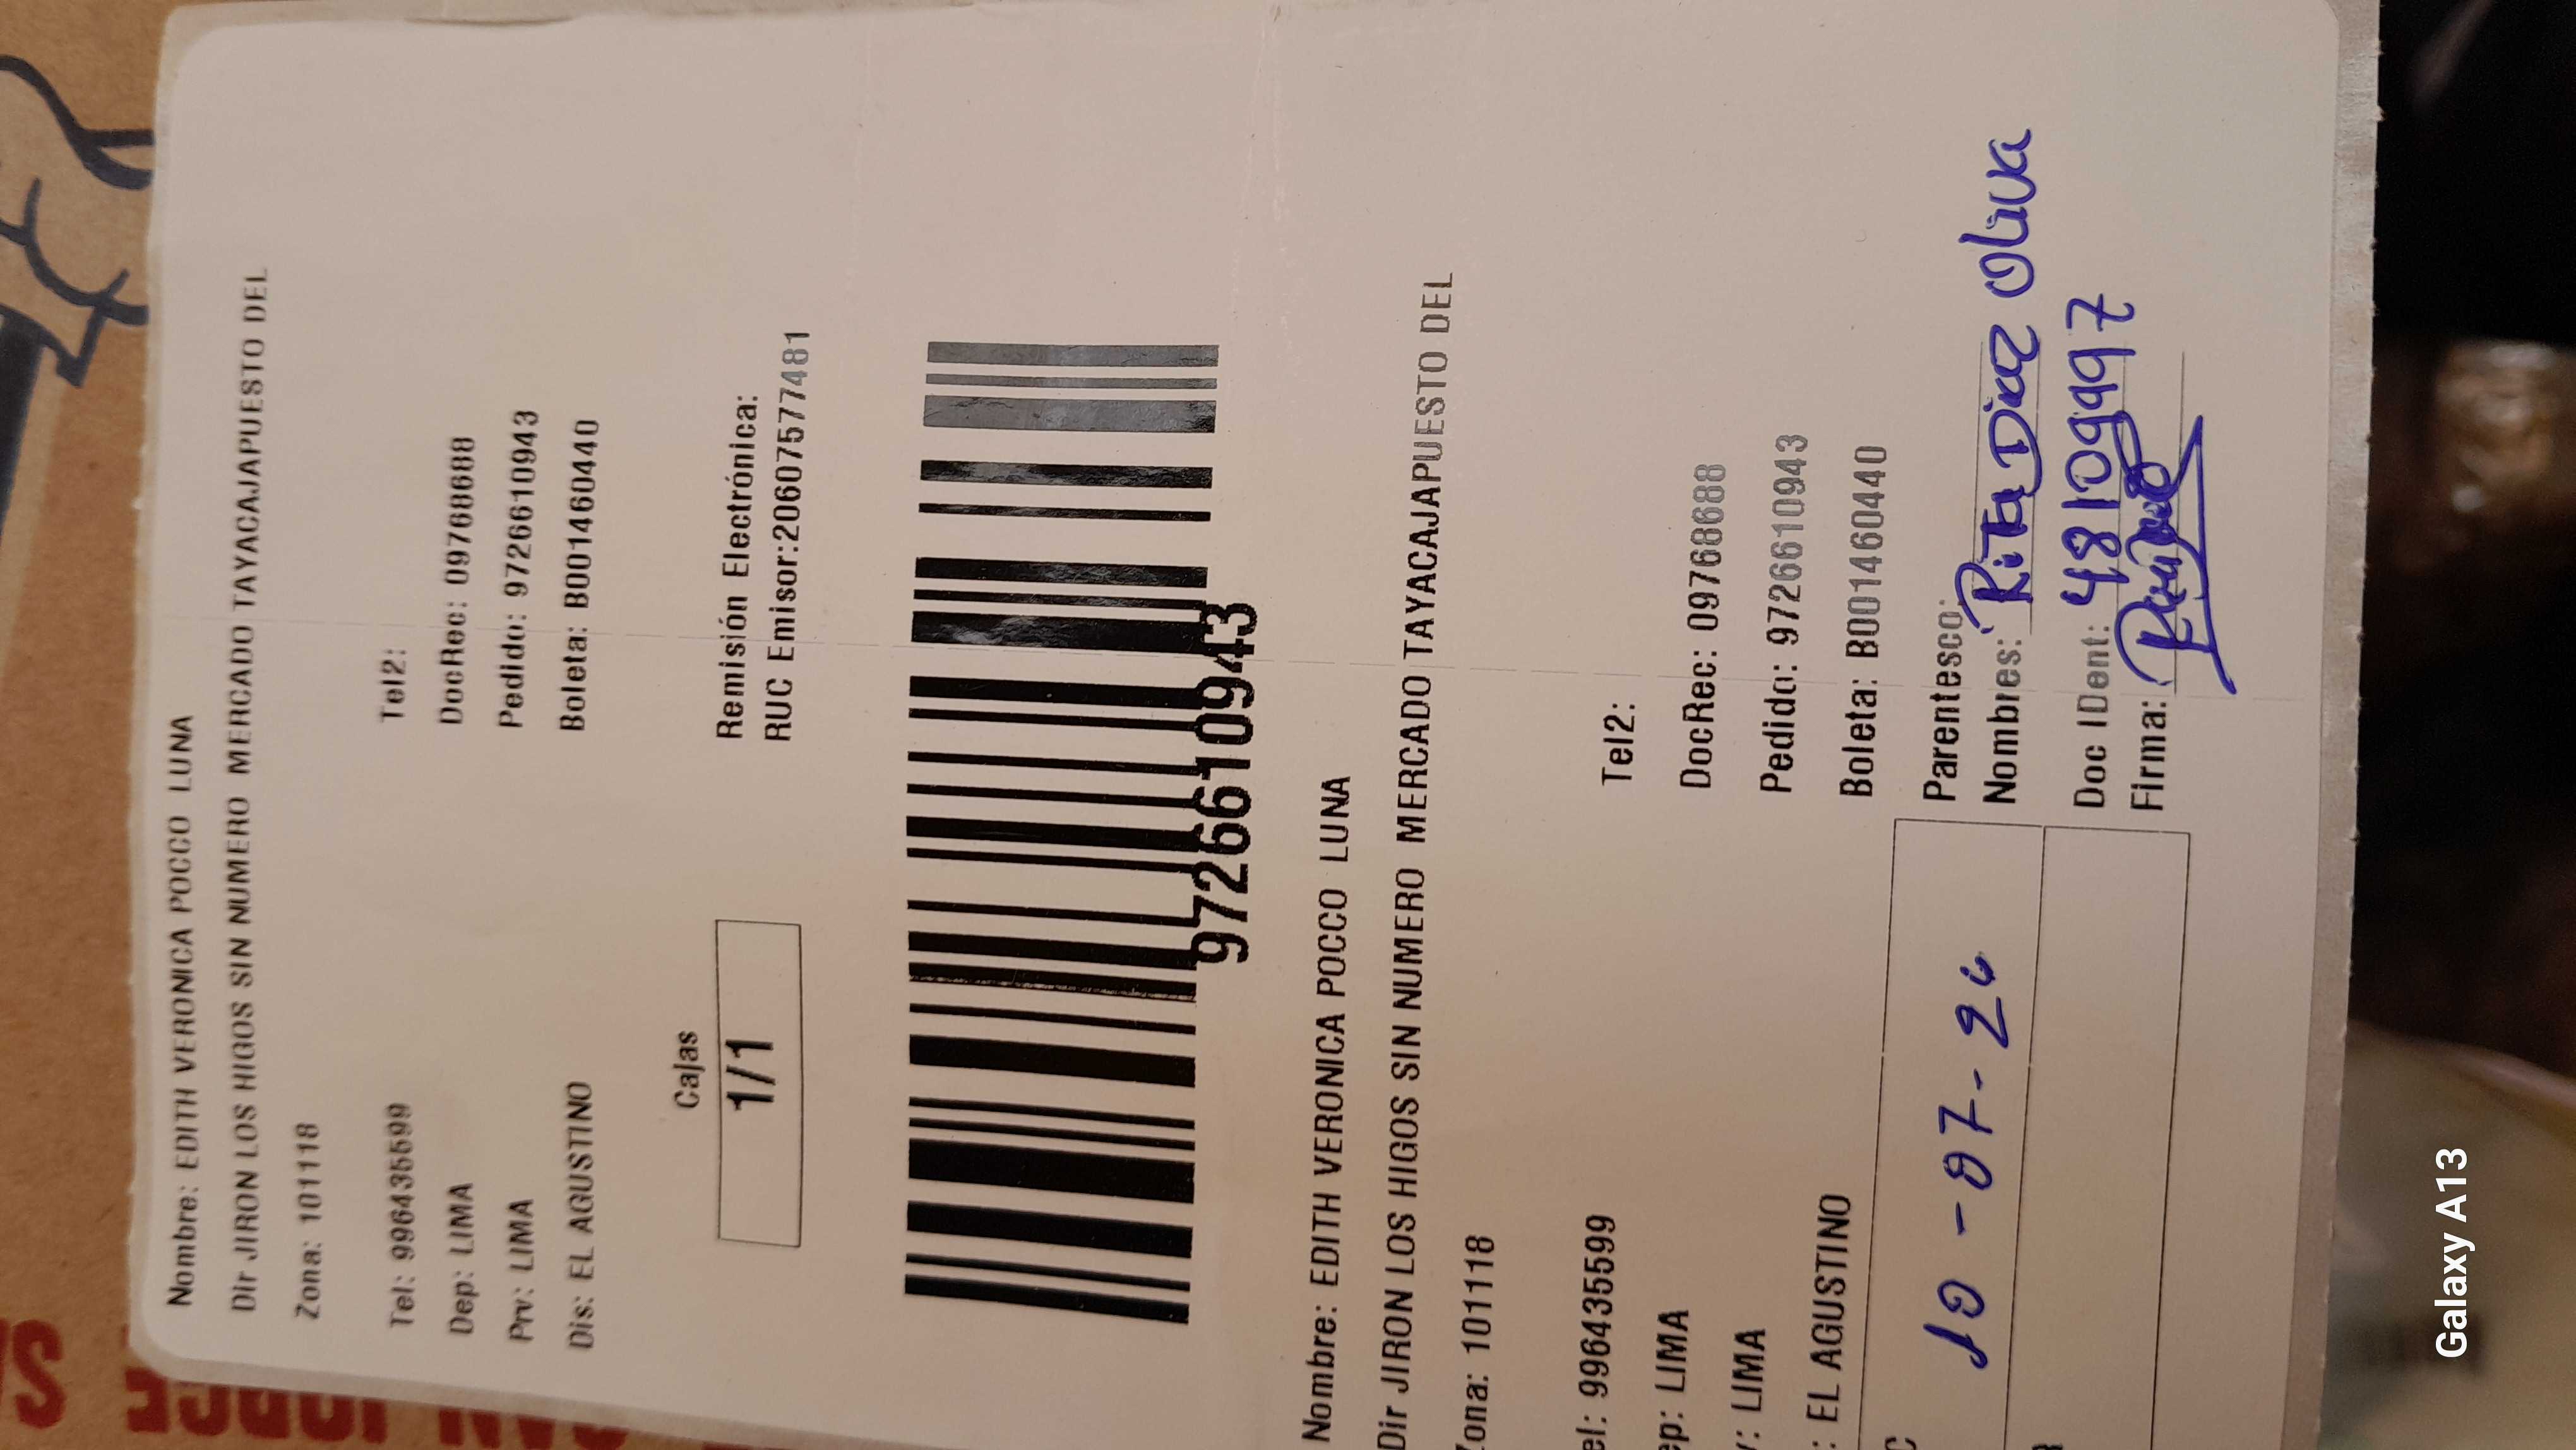 Nombre: EDITH VERONICA POCCO LUNA
Dir JIRON LOS HIGOS SIN NUMERO MERCADO TAYACAJAPUESTO DEL
Zona: 101118
Tel: 996435599 Tel2:
Dep: LIMA DocRec: 09768688
Prv: LIMA Pedido: 9726610943
Dis: EL AGUSTINO Boleta: B001460440
Cajas Remisión Electrónica:
1/1 RUC Emisor:20607577481
9726610943
Nombre: EDITH VERONICA POCCO LUNA
Dir JIRON LOS HIGOS SIN NUMERO MERCADO TAYACAJAPUESTO DEL
Zona: 101118
el: 996435599 Tel2:
ep: LIMA DocRec: 09768688
: LIMA Pedido: 9726610943
: EL AGUSTINO Boleta: B001460440
Parentesco:
10-07-24 Nombres: Rita Diaz Oliva
Doc IDent: 48109997
Firma:
Galaxy A13